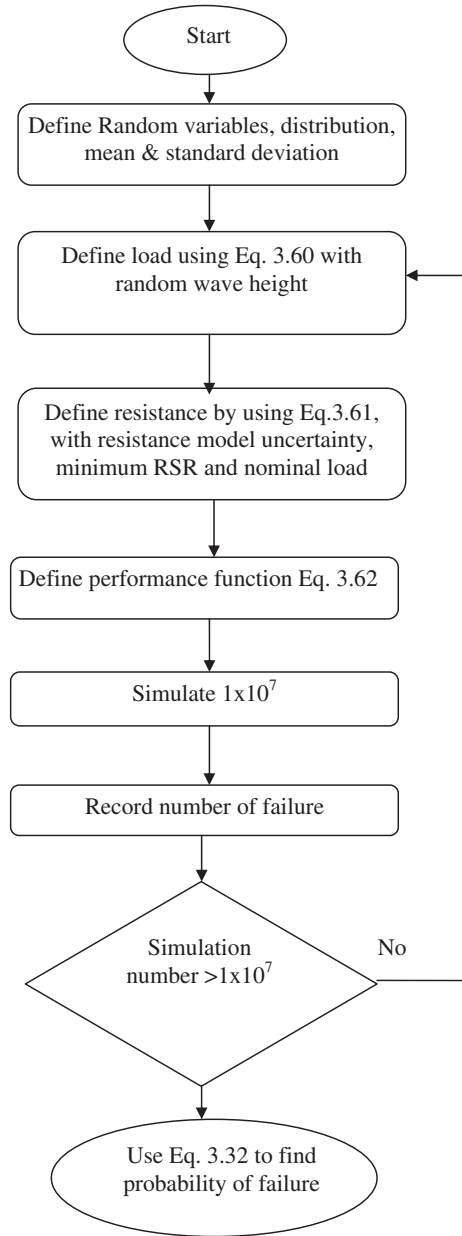 Start
Define Random variables, distribution,
mean & standard deviation
Define load using Eq. 3.60 with
random wave height
Define resistance by using Eq.3.61,
with resistance model uncertainty,
minimum RSR and nominal load
Define performance function Eq. 3.62
Simulate 1x10⁷
Record number of failure
Simulation
number >1x10⁷
No
Use Eq. 3.32 to find
probability of failure